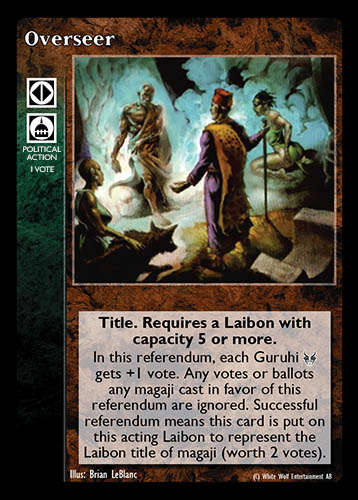 Overseer
POLITICAL
ACTION
1 VOTE
Title. Requires a Laibon with
capacity 5 or more.
In this referendum, each Guruhi
gets +1 vote. Any votes or ballots
any magaji cast in favor of this
referendum are ignored. Successful
referendum means this card is put on
this acting Laibon to represent the
Laibon title of magaji (worth 2 votes).
Illus: Brian LeBlanc
(C) White Wolf Entertainment AB